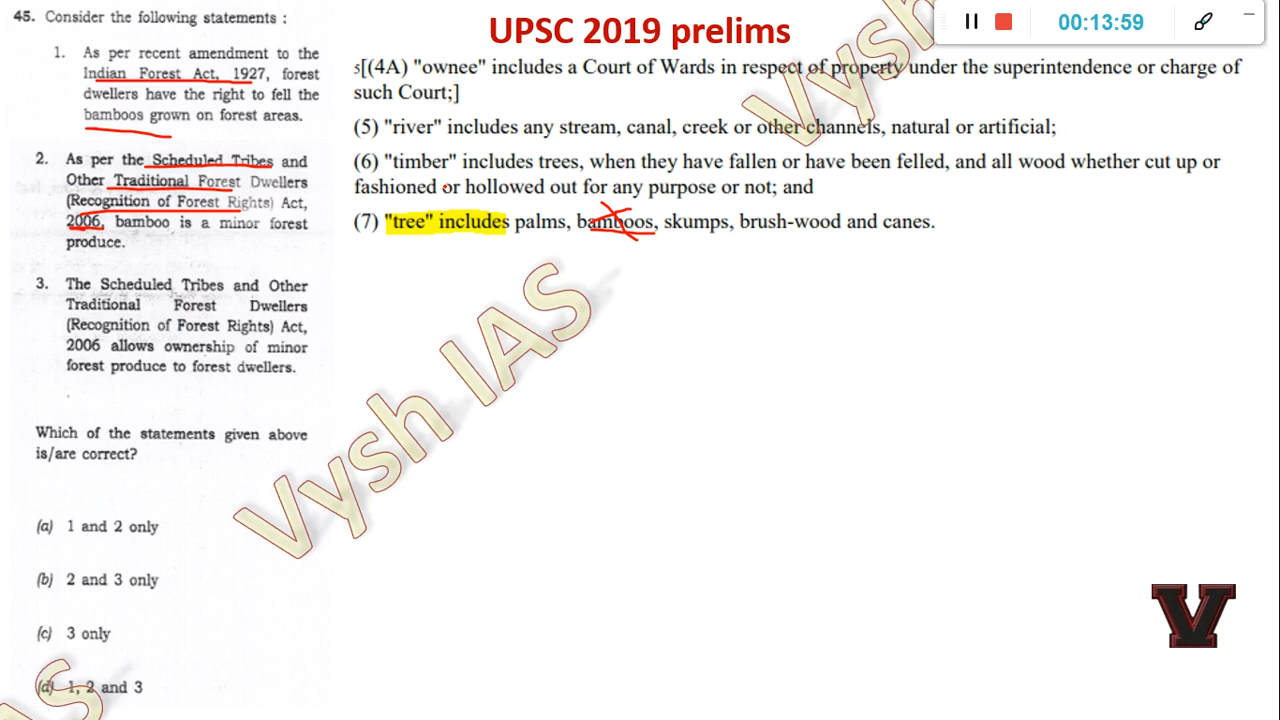 UPSC 2019 prelims
00:13:59
45. Consider the following statements :
1. As per recent amendment to the
Indian Forest Act, 1927, forest
dwellers have the right to fell the
bamboos grown on forest areas.
2. As per the Scheduled Tribes and
Other Traditional Forest Dwellers
(Recognition of Forest Rights) Act,
2006, bamboo is a minor forest
produce.
3. The Scheduled Tribes and Other
Traditional Forest Dwellers
(Recognition of Forest Rights) Act,
2006 allows ownership of minor
forest produce to forest dwellers.
Which of the statements given above
is/are correct?
(a) 1 and 2 only
(b) 2 and 3 only
(c) 3 only
(d) 1, 2 and 3
5[(4A) "ownee" includes a Court of Wards in respect of property under the superintendence or charge of
such Court;]
(5) "river" includes any stream, canal, creek or other channels, natural or artificial;
(6) "timber" includes trees, when they have fallen or have been felled, and all wood whether cut up or
fashioned or hollowed out for any purpose or not; and
(7) "tree" includes palms, bamboos, skumps, brush-wood and canes.
Vysh IAS
Vysh
AS
V